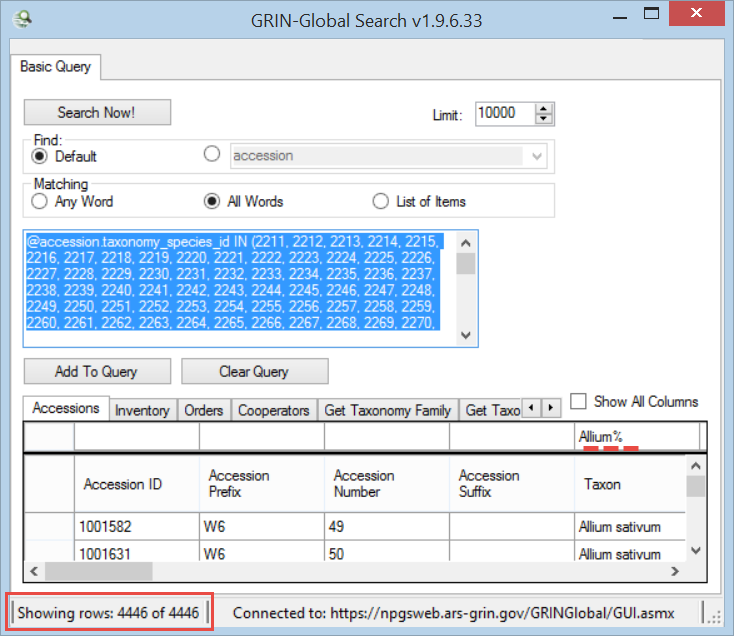 GRIN-Global Search v1.9.6.33
Basic Query
Search Now!
Limit: 10000
Find:
Default
accession
Matching
Any Word All Words List of Items
@accession.taxonomy_species_id IN (2211, 2212, 2213, 2214, 2215,
2216, 2217, 2218, 2219, 2220, 2221, 2222, 2223, 2224, 2225, 2226,
2227, 2228, 2229, 2230, 2231, 2232, 2233, 2234, 2235, 2236, 2237,
2238, 2239, 2240, 2241, 2242, 2243, 2244, 2245, 2246, 2247, 2248,
2249, 2250, 2251, 2252, 2253, 2254, 2255, 2256, 2257, 2258, 2259,
2260, 2261, 2262, 2263, 2264, 2265, 2266, 2267, 2268, 2269, 2270,
Add To Query Clear Query
Accessions Inventory Orders Cooperators Get Taxonomy Family Get Taxo Show All Columns
Allium%
Accession ID Accession Prefix Accession Number Accession Suffix Taxon
1001582 W6 49 Allium sativum
1001631 W6 50 Allium sativum
Showing rows: 4446 of 4446 Connected to: https://npgsweb.ars-grin.gov/GRINGlobal/GUI.asmx